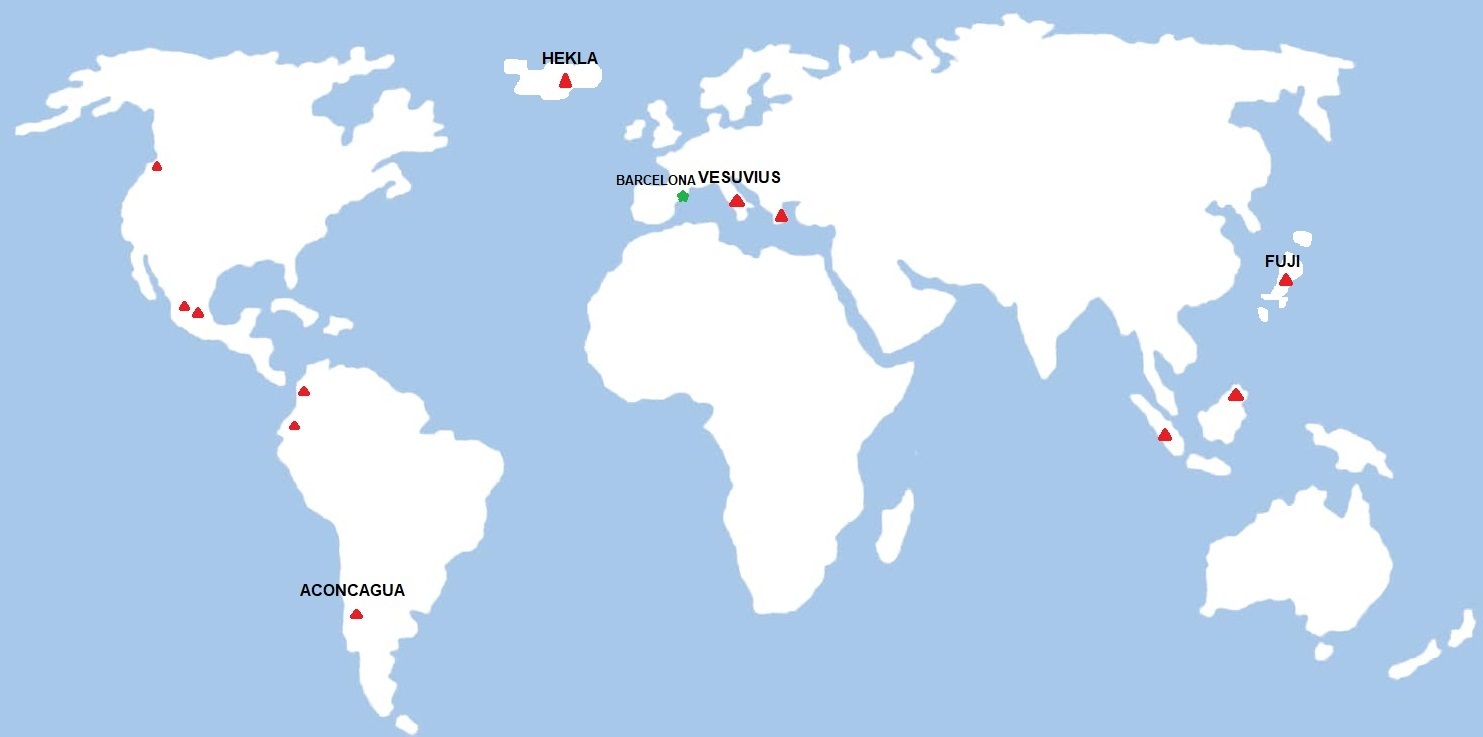 HEKLA
BARCELONA
VESUVIUS
FUJI
ACONCAGUA